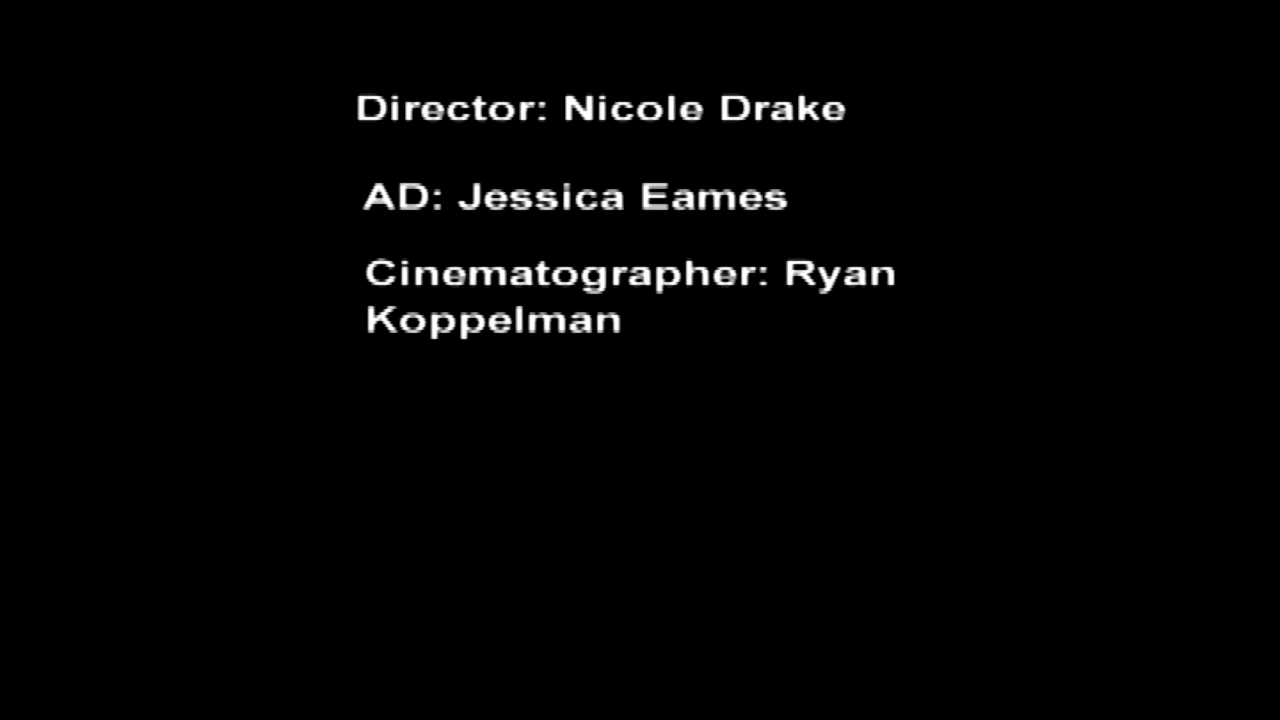 Director: Nicole Drake
AD: Jessica Eames
Cinematographer: Ryan
Koppelman